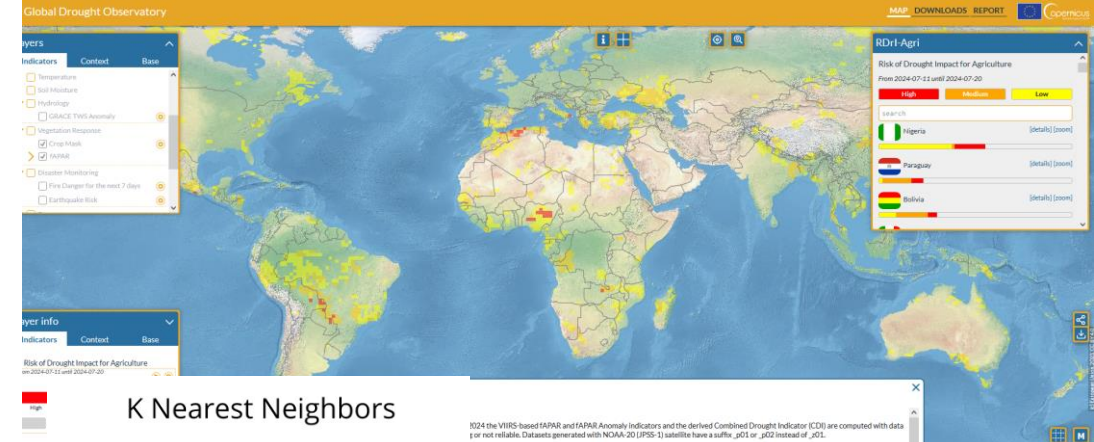 Global Drought Observatory
MAP DOWNLOADS REPORT
opernicus
yers
Indicators Context Base
Temperature
Soil Moisture
Hydrology
GRACE TWS Anomaly
Vegetation Response
Crop Mask
fAPAR
Disaster Monitoring
Fire Danger for the next 7 days
Earthquake Risk
RDrI-Agri
Risk of Drought Impact for Agriculture
From 2024-07-11 until 2024-07-20
High Medium Low
search
Nigeria [details] [zoom]
Paraguay [details] [zoom]
Bolivia [details] [zoom]
yer info
Indicators Context Base
Risk of Drought Impact for Agriculture
om 2024-07-11 until 2024-07-20
High
K Nearest Neighbors
2024 the VIIRS-based fAPAR and fAPAR Anomaly indicators and the derived Combined Drought Indicator (CDI) are computed with data
g or not reliable. Datasets generated with NOAA-20 (JPSS-1) satellite have a suffix _p01 or _p02 instead of _z01.